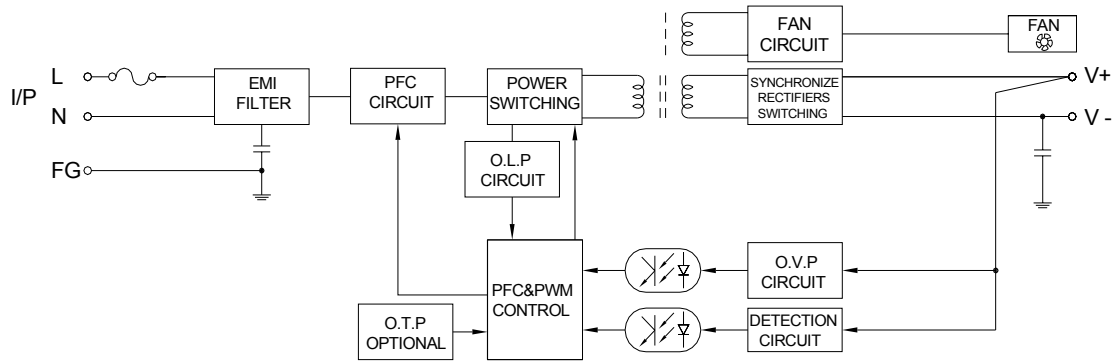 FAN
CIRCUIT
FAN
I/P
L
N
FG
EMI
FILTER
PFC
CIRCUIT
POWER
SWITCHING
SYNCHRONIZE
RECTIFIERS
SWITCHING
V+
V -
O.L.P
CIRCUIT
PFC&PWM
CONTROL
O.V.P
CIRCUIT
O.T.P
OPTIONAL
DETECTION
CIRCUIT